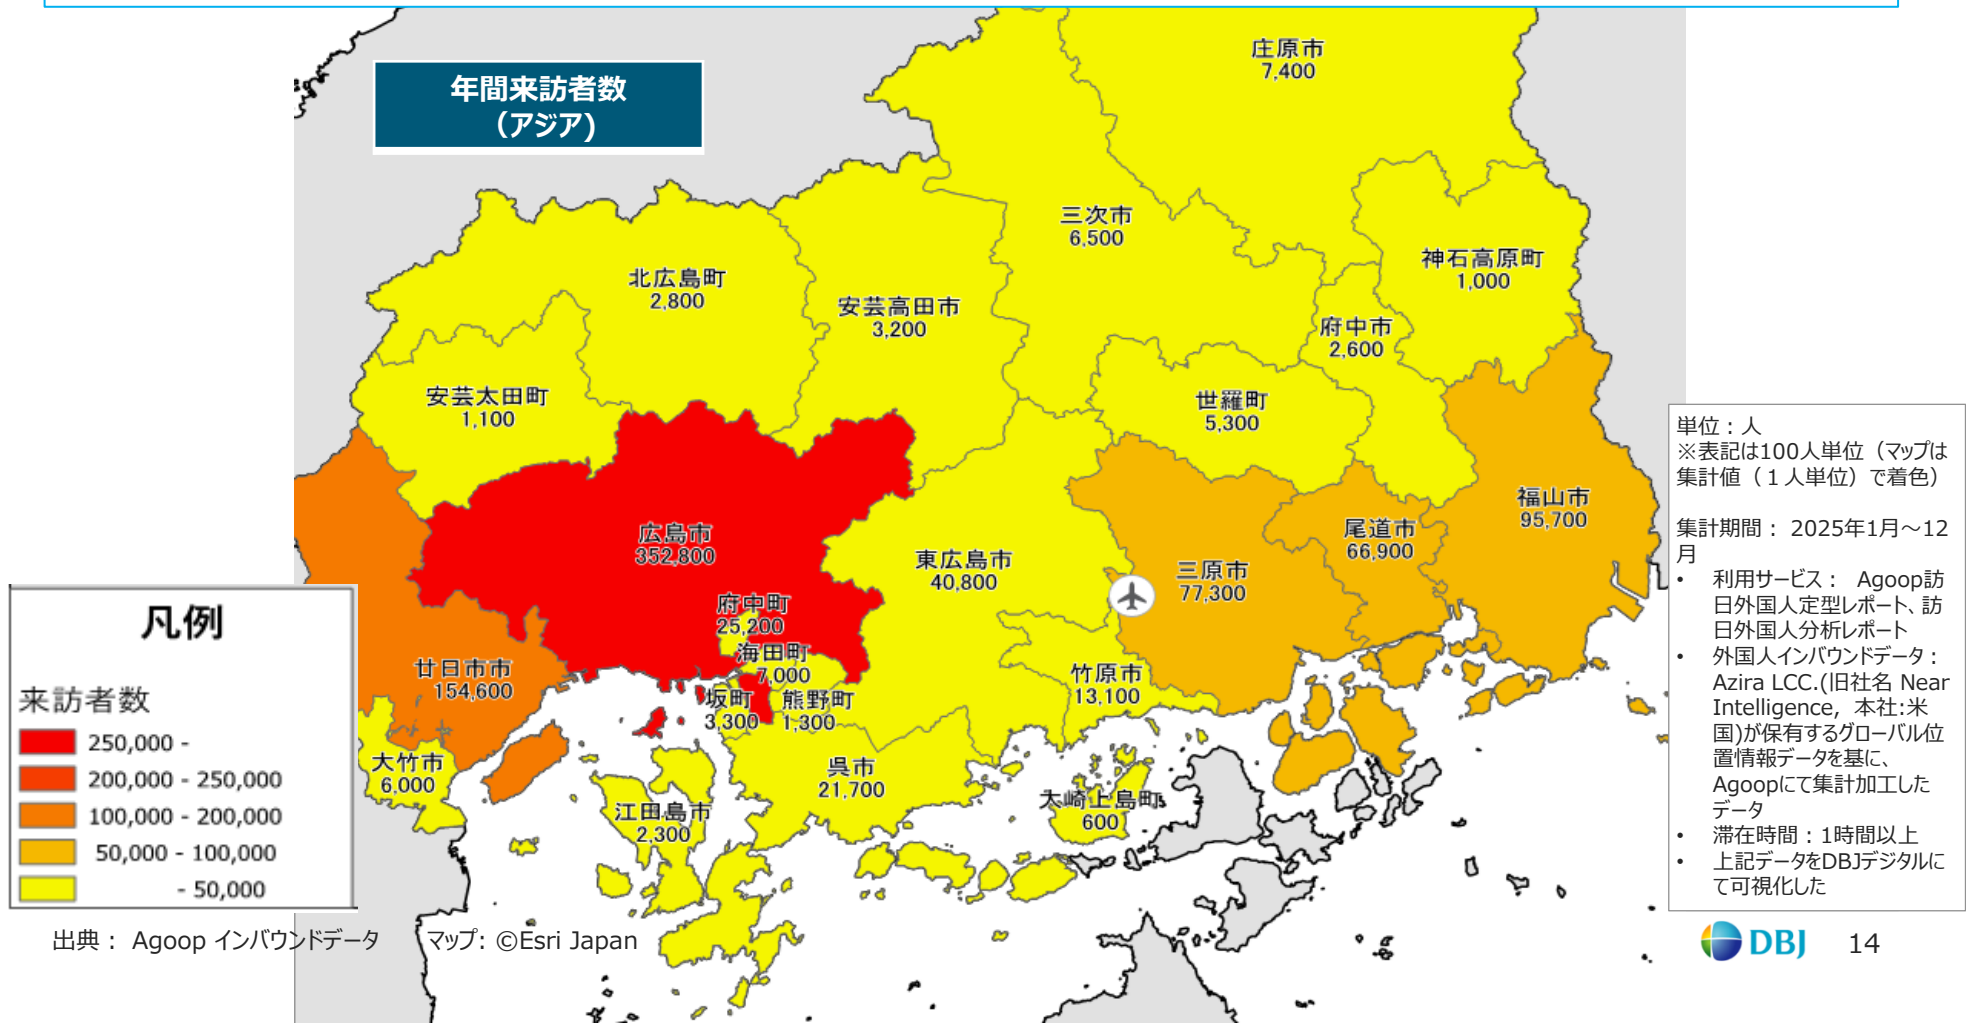 年間来訪者数
（アジア)
庄原市
7,400
三次市
6,500
神石高原町
1,000
北広島町
2,800
安芸高田市
3,200
府中市
2,600
安芸太田町
1,100
世羅町
5,300
福山市
95,700
広島市
352,800
東広島市
40,800
尾道市
66,900
三原市
77,300
府中町
25,200
海田町
7,000
廿日市市
154,600
竹原市
13,100
坂町
3,300
熊野町
1,300
大竹市
6,000
呉市
21,700
江田島市
2,300
大崎上島町
600
凡例
来訪者数
250,000 -
200,000 - 250,000
100,000 - 200,000
50,000 - 100,000
- 50,000
単位：人
※表記は100人単位（マップは
集計値（１人単位）で着色）
集計期間： 2025年1月～12
月
• 利用サービス： Agoop訪
日外国人定型レポート、訪
日外国人分析レポート
• 外国人インバウンドデータ：
Azira LCC.(旧社名 Near
Intelligence, 本社:米
国)が保有するグローバル位
置情報データを基に、
Agoopにて集計加工した
データ
• 滞在時間：1時間以上
• 上記データをDBJデジタルに
て可視化した
出典： Agoop インバウンドデータ マップ: ©Esri Japan
DBJ 14